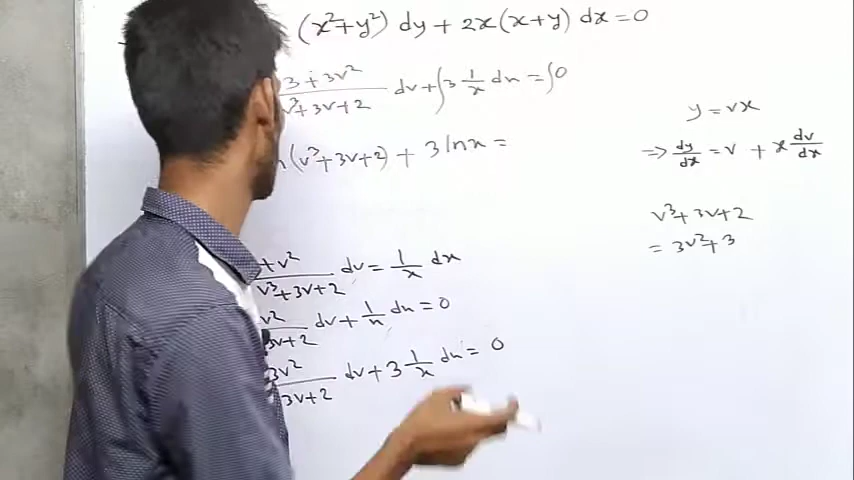 (x²+y²) dy + 2x(x+y) dx = 0
3+3v² / v³+3v+2 dv + ∫3 1/x dx = ∫0
(v³+3v+2) + 3 lnx =
y = vx
⇒ dy/dx = v + x dv/dx
v³+3v+2
= 3v²+3
+v² / v³+3v+2 dv = 1/x dx
v² / 3v+2 dv + 1/x dx = 0
3v² / 3v+2 dv + 3 1/x dx = 0